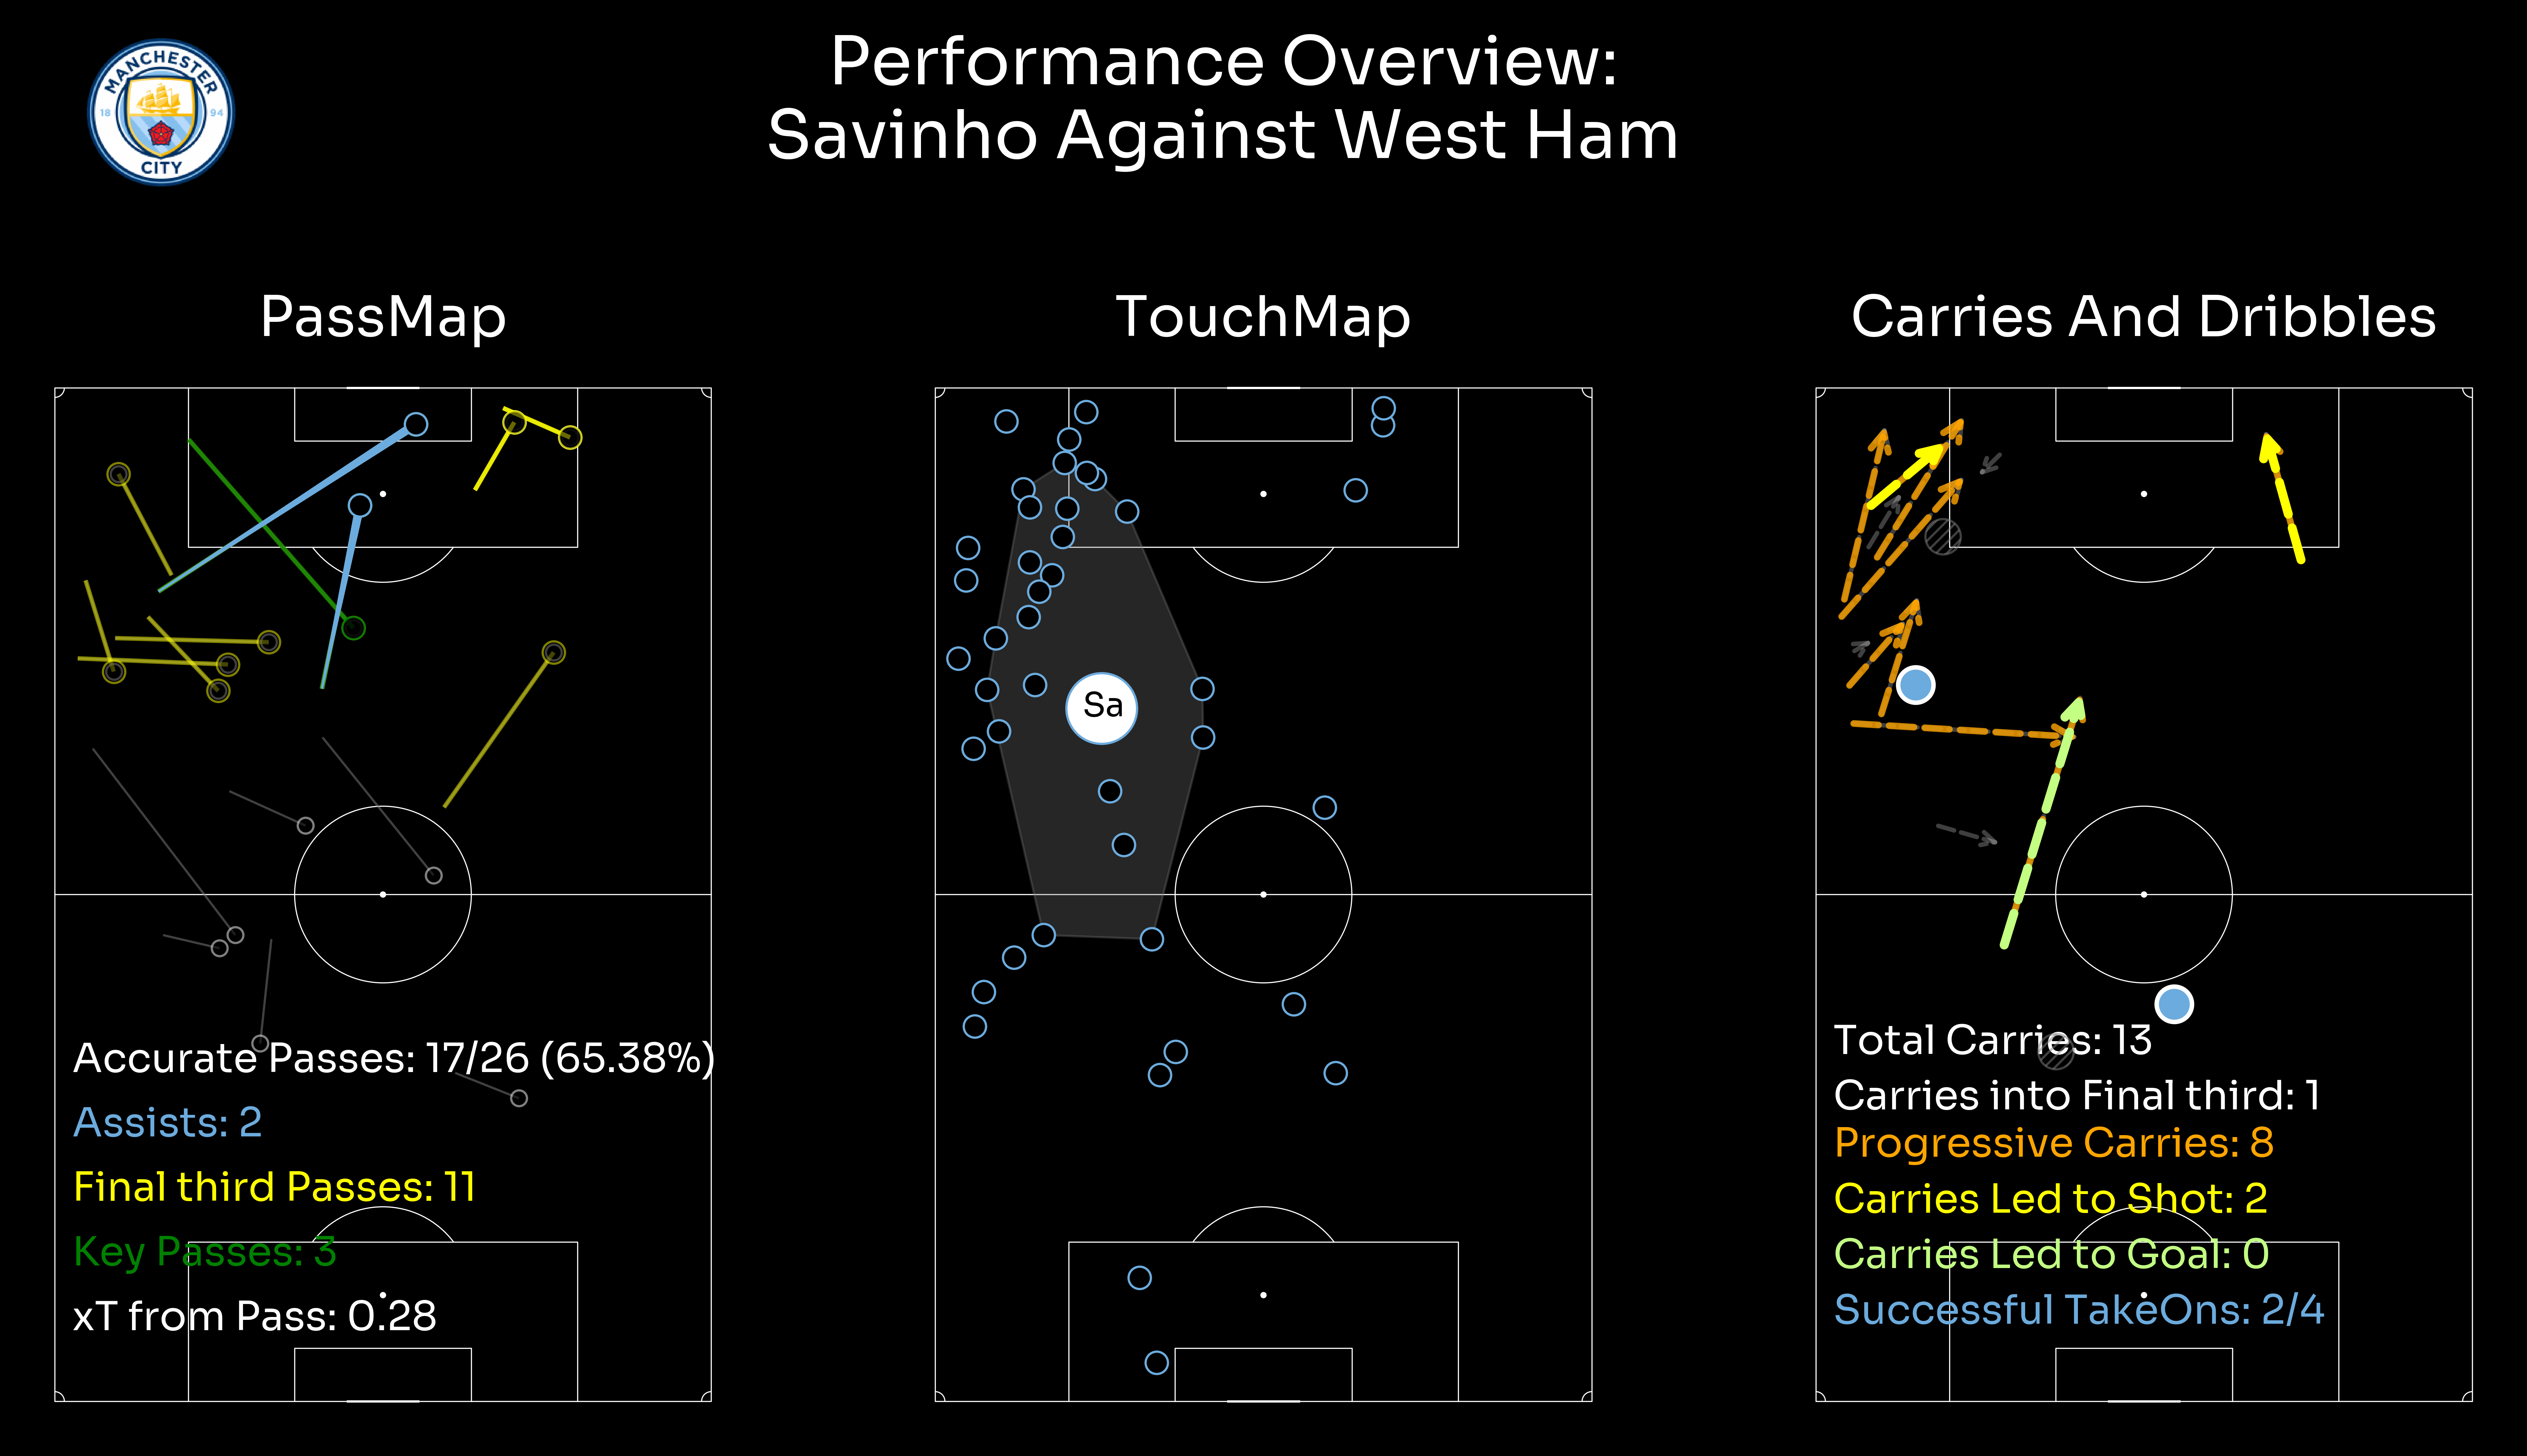 MANCHESTER
18 94
CITY
Performance Overview:
Savinho Against West Ham
PassMap
TouchMap
Carries And Dribbles
Sa
Accurate Passes: 17/26 (65.38%)
Assists: 2
Final third Passes: 11
Key Passes: 3
xT from Pass: 0.28
Total Carries: 13
Carries into Final third: 1
Progressive Carries: 8
Carries Led to Shot: 2
Carries Led to Goal: 0
Successful TakeOns: 2/4